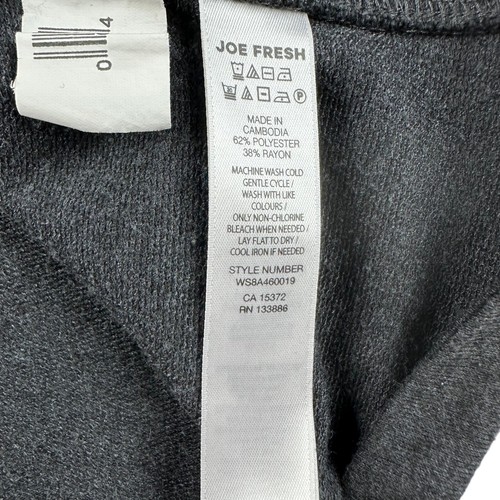 0 4
JOE FRESH
P
MADE IN
CAMBODIA
62% POLYESTER
38% RAYON
MACHINE WASH COLD
GENTLE CYCLE /
WASH WITH LIKE
COLOURS /
ONLY NON-CHLORINE
BLEACH WHEN NEEDED /
LAY FLAT TO DRY /
COOL IRON IF NEEDED
STYLE NUMBER
WS8A460019
CA 15372
RN 133886